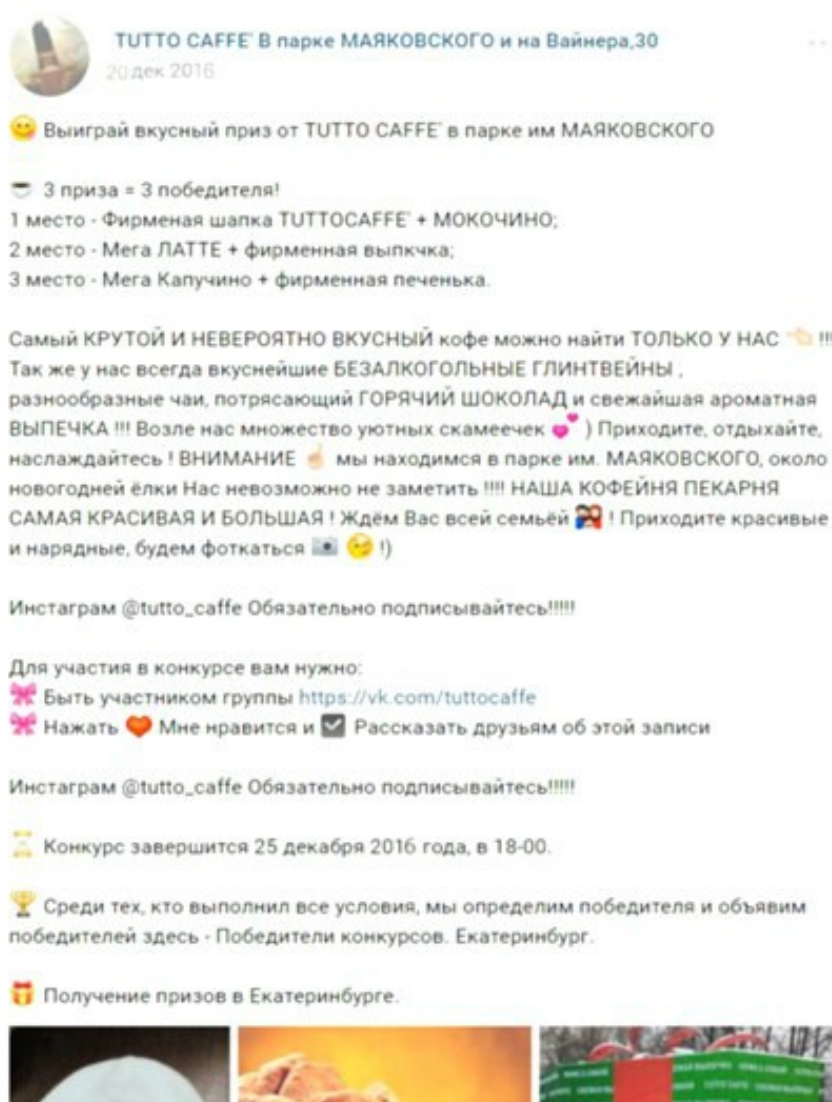 TUTTO CAFFE` В парке МАЯКОВСКОГО и на Вайнера,30
20 дек 2016
Выиграй вкусный приз от TUTTO CAFFE` в парке им МАЯКОВСКОГО
3 приза = 3 победителя!
1 место - Фирменая шапка TUTTOCAFFE` + МОКОЧИНО;
2 место - Мега ЛАТТЕ + фирменная выпкчка;
3 место - Мега Капучино + фирменная печенька.
Самый КРУТОЙ И НЕВЕРОЯТНО ВКУСНЫЙ кофе можно найти ТОЛЬКО У НАС !!!
Так же у нас всегда вкуснейшие БЕЗАЛКОГОЛЬНЫЕ ГЛИНТВЕЙНЫ ,
разнообразные чаи, потрясающий ГОРЯЧИЙ ШОКОЛАД и свежайшая ароматная
ВЫПЕЧКА !!! Возле нас множество уютных скамеечек ) Приходите, отдыхайте,
наслаждайтесь ! ВНИМАНИЕ мы находимся в парке им. МАЯКОВСКОГО, около
новогодней ёлки Нас невозможно не заметить !!!! НАША КОФЕЙНЯ ПЕКАРНЯ
САМАЯ КРАСИВАЯ И БОЛЬШАЯ ! Ждём Вас всей семьёй ! Приходите красивые
и нарядные, будем фоткаться !)
Инстаграм @tutto_caffe Обязательно подписывайтесь!!!!!
Для участия в конкурсе вам нужно:
Быть участником группы https://vk.com/tuttocaffe
Нажать Мне нравится и Рассказать друзьям об этой записи
Инстаграм @tutto_caffe Обязательно подписывайтесь!!!!!
Конкурс завершится 25 декабря 2016 года, в 18-00.
Среди тех, кто выполнил все условия, мы определим победителя и объявим
победителей здесь - Победители конкурсов. Екатеринбург.
Получение призов в Екатеринбурге.